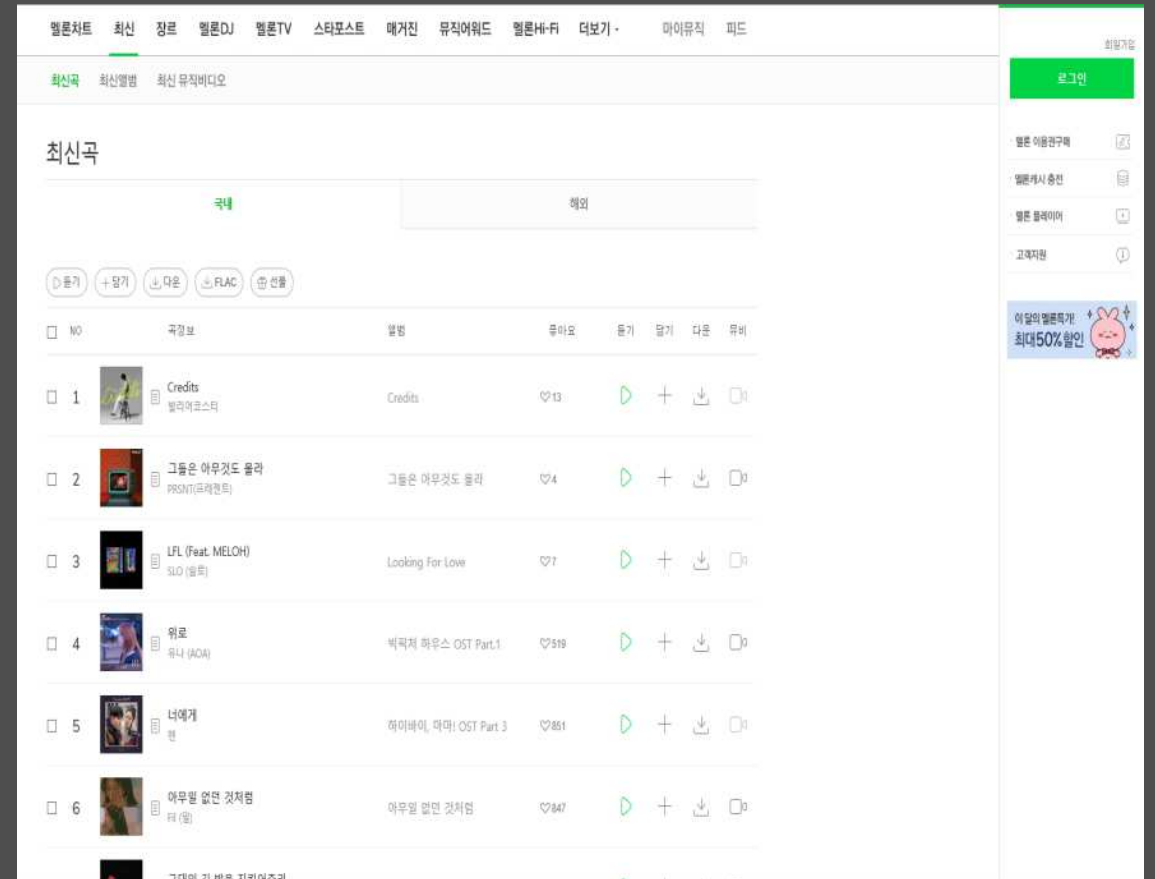 멜론차트 최신 장르 멜론DJ 멜론TV 스타포스트 매거진 뮤직어워드 멜론Hi-Fi 더보기 마이뮤직 피드
회원가입
로그인
최신곡 최신앨범 최신 뮤직비디오
멜론 이용권구매
멜론캐시 충전
멜론 플레이어
고객지원
이 달의 멜론특가!
최대50% 할인
최신곡
국내 해외
듣기 담기 다운 FLAC 선물
NO 곡정보 앨범 좋아요 듣기 담기 다운 뮤비
1 Credits Credits 13
발리어코스티
2 그들은 아무것도 몰라 그들은 아무것도 몰라 4
PRSNT(프레젠트)
3 LFL (Feat. MELOH) Looking For Love 7
SLO (슬로)
4 위로 빅픽처 하우스 OST Part.1 519
유나 (AOA)
5 너에게 하이바이, 마마! OST Part 3 851
펜
6 아무일 없던 것처럼 아무일 없던 것처럼 847